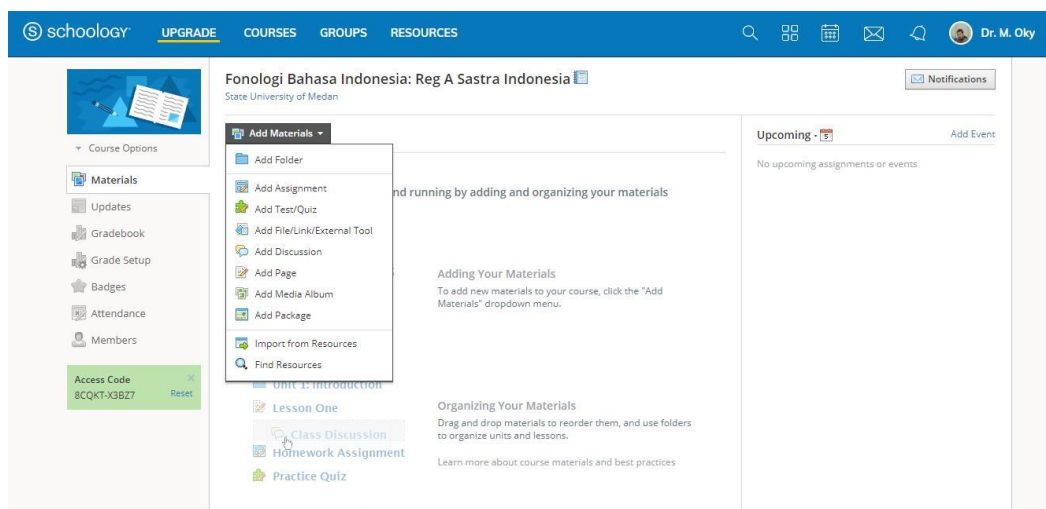 schoology UPGRADE COURSES GROUPS RESOURCES Dr. M. Oky
Fonologi Bahasa Indonesia: Reg A Sastra Indonesia
State University of Medan
Notifications
Course Options
Materials
Updates
Gradebook
Grade Setup
Badges
Attendance
Members
Access Code
8CQKT-X3BZ7 Reset
Add Materials
Add Folder
Add Assignment
Add Test/Quiz
Add File/Link/External Tool
Add Discussion
Add Page
Add Media Album
Add Package
Import from Resources
Find Resources
nd running by adding and organizing your materials
Adding Your Materials
To add new materials to your course, click the "Add
Materials" dropdown menu.
Unit 1: Introduction
Lesson One
Class Discussion
Homework Assignment
Practice Quiz
Organizing Your Materials
Drag and drop materials to reorder them, and use folders
to organize units and lessons.
Learn more about course materials and best practices
Upcoming · 5 Add Event
No upcoming assignments or events